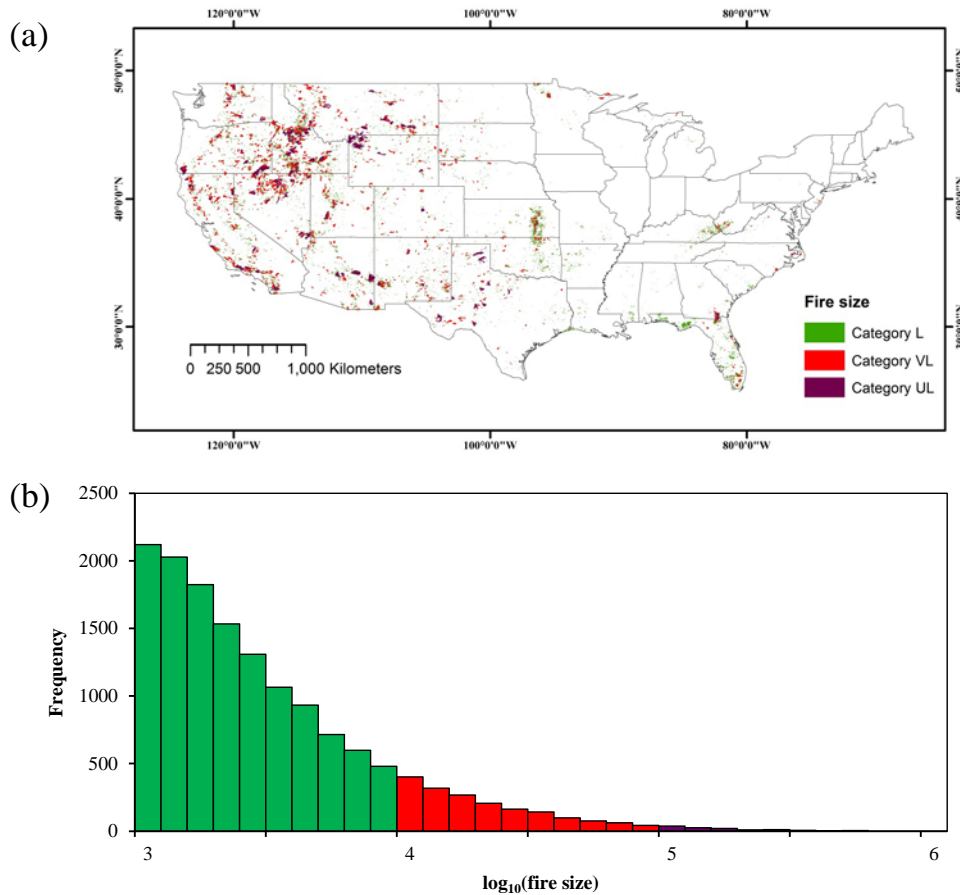 (a)
120°0'0"W 100°0'0"W 80°0'0"W
50°0'0"N
40°0'0"N
30°0'0"N
Fire size
Category L
Category VL
Category UL
0 250 500 1,000 Kilometers
120°0'0"W 100°0'0"W 80°0'0"W
(b)
2500
2000
1500
1000
500
0
Frequency
3 4 5 6
log₁₀(fire size)